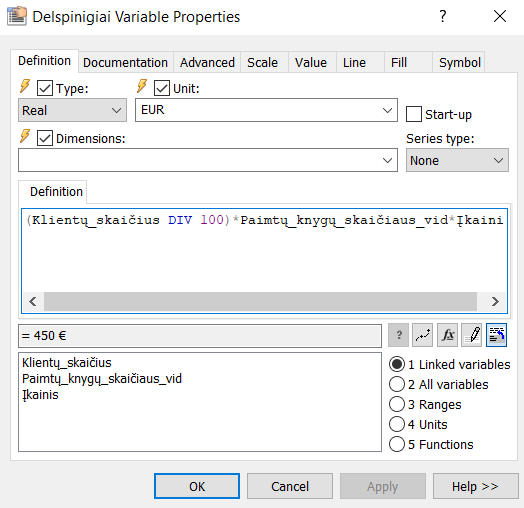 Delspinigiai Variable Properties
Definition Documentation Advanced Scale Value Line Fill Symbol
Type: Unit:
Real EUR Start-up
Dimensions: Series type:
None
Definition
(Klientų_skaičius DIV 100)*Paimtų_knygų_skaičiaus_vid*Įkaini
= 450 € ? fx
Klientų_skaičius
Paimtų_knygų_skaičiaus_vid
Įkainis
1 Linked variables
2 All variables
3 Ranges
4 Units
5 Functions
OK Cancel Apply Help >>